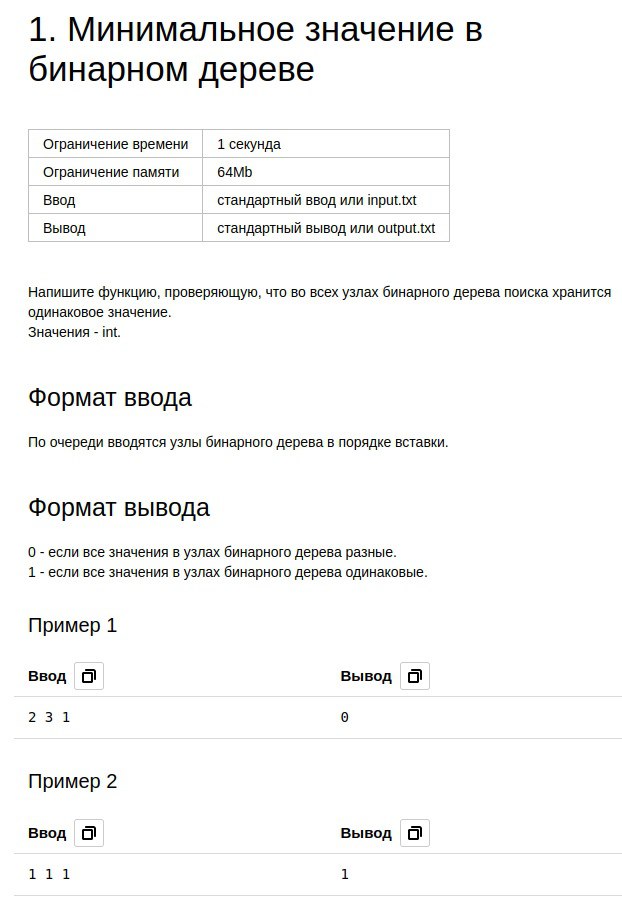 1. Минимальное значение в
бинарном дереве
Ограничение времени 1 секунда
Ограничение памяти 64Mb
Ввод стандартный ввод или input.txt
Вывод стандартный вывод или output.txt
Напишите функцию, проверяющую, что во всех узлах бинарного дерева поиска хранится
одинаковое значение.
Значения - int.
Формат ввода
По очереди вводятся узлы бинарного дерева в порядке вставки.
Формат вывода
0 - если все значения в узлах бинарного дерева разные.
1 - если все значения в узлах бинарного дерева одинаковые.
Пример 1
Ввод Вывод
2 3 1 0
Пример 2
Ввод Вывод
1 1 1 1